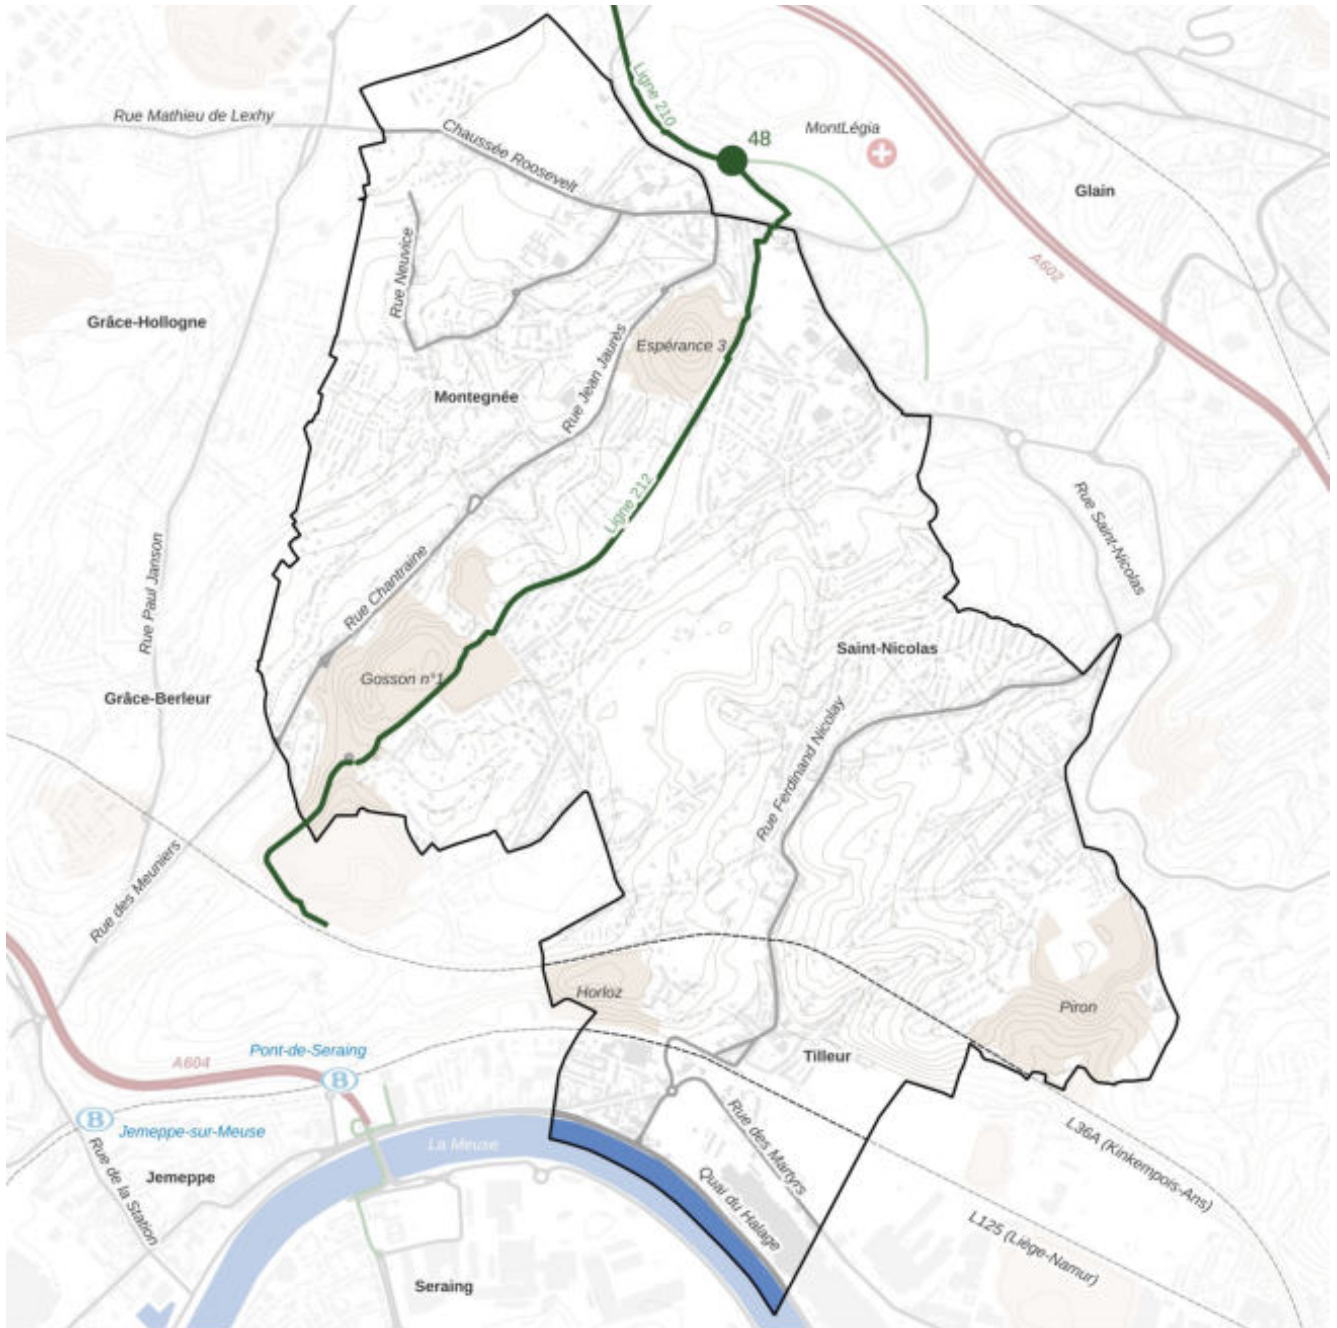 Ligne 210
48
MontLégia
Rue Mathieu de Lexhy
Chaussée Roosevelt
Glain
A602
Rue Neuvice
Grâce-Hollogne
Espérance 3
Rue Jean Jaurès
Montegnée
Ligne 212
Rue Saint-Nicolas
Rue Paul Janson
Rue Chantraine
Saint-Nicolas
Gosson n°1
Grâce-Berleur
Rue Ferdinand Nicolay
Rue des Meuniers
Horloz
Piron
Pont-de-Seraing
A604
B
Tilleur
B
Jemeppe-sur-Meuse
La Meuse
Rue des Martyrs
L36A (Kinkempois-Ans)
Jemeppe
Rue de la Station
Quai du Halage
L125 (Liège-Namur)
Seraing